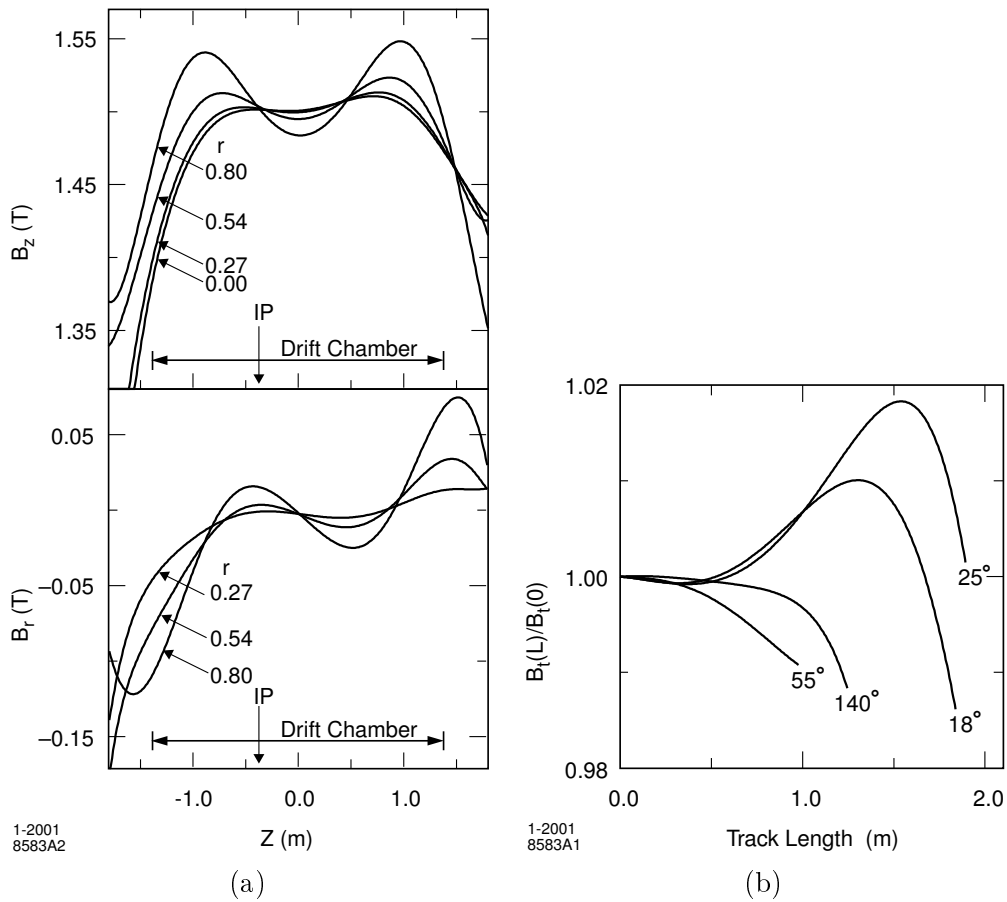 1.55
1.45
1.35
B_z (T)
r
0.80
0.54
0.27
0.00
IP
Drift Chamber
0.05
−0.05
−0.15
B_r (T)
r
0.27
0.54
0.80
IP
Drift Chamber
-1.0 0.0 1.0
Z (m)
1-2001
8583A2
(a)
1.02
1.00
0.98
B_t(L)/B_t(0)
25°
55°
140°
18°
0.0 1.0 2.0
Track Length (m)
1-2001
8583A1
(b)